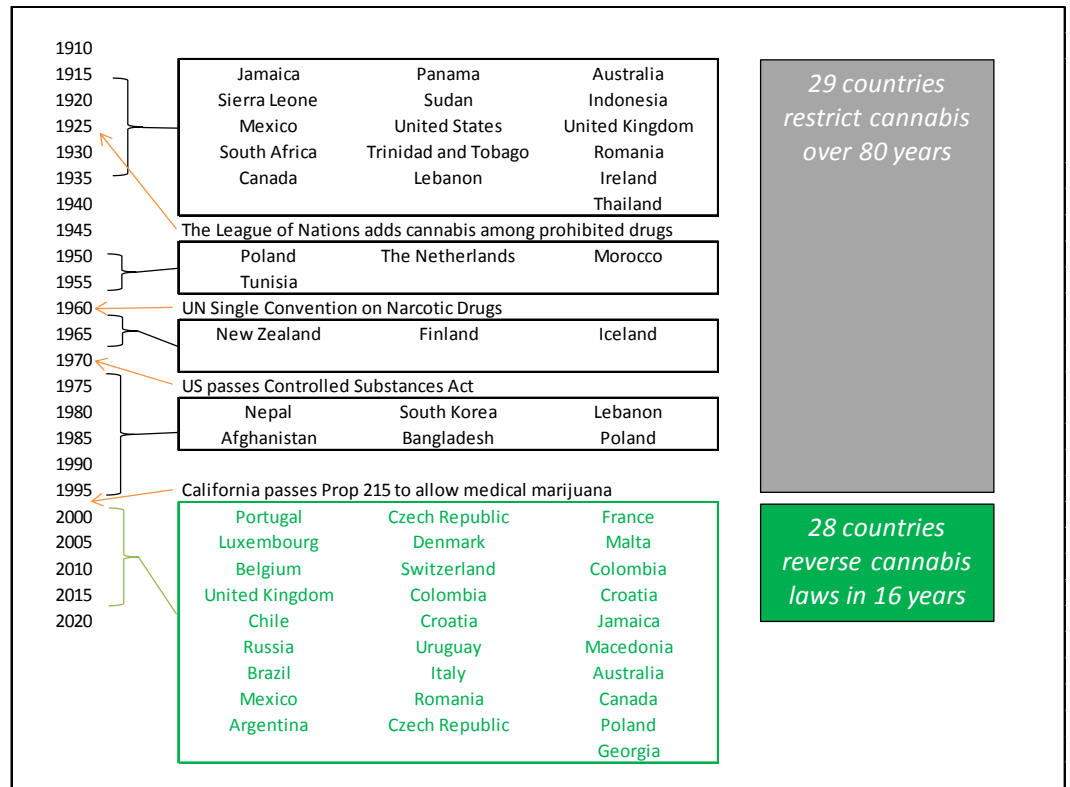 1910
1915
1920
1925
1930
1935
1940
1945
1950
1955
1960
1965
1970
1975
1980
1985
1990
1995
2000
2005
2010
2015
2020
Jamaica Panama Australia
Sierra Leone Sudan Indonesia
Mexico United States United Kingdom
South Africa Trinidad and Tobago Romania
Canada Lebanon Ireland
Thailand
The League of Nations adds cannabis among prohibited drugs
Poland The Netherlands Morocco
Tunisia
UN Single Convention on Narcotic Drugs
New Zealand Finland Iceland
US passes Controlled Substances Act
Nepal South Korea Lebanon
Afghanistan Bangladesh Poland
California passes Prop 215 to allow medical marijuana
Portugal Czech Republic France
Luxembourg Denmark Malta
Belgium Switzerland Colombia
United Kingdom Colombia Croatia
Chile Croatia Jamaica
Russia Uruguay Macedonia
Brazil Italy Australia
Mexico Romania Canada
Argentina Czech Republic Poland
Georgia
29 countries
restrict cannabis
over 80 years
28 countries
reverse cannabis
laws in 16 years